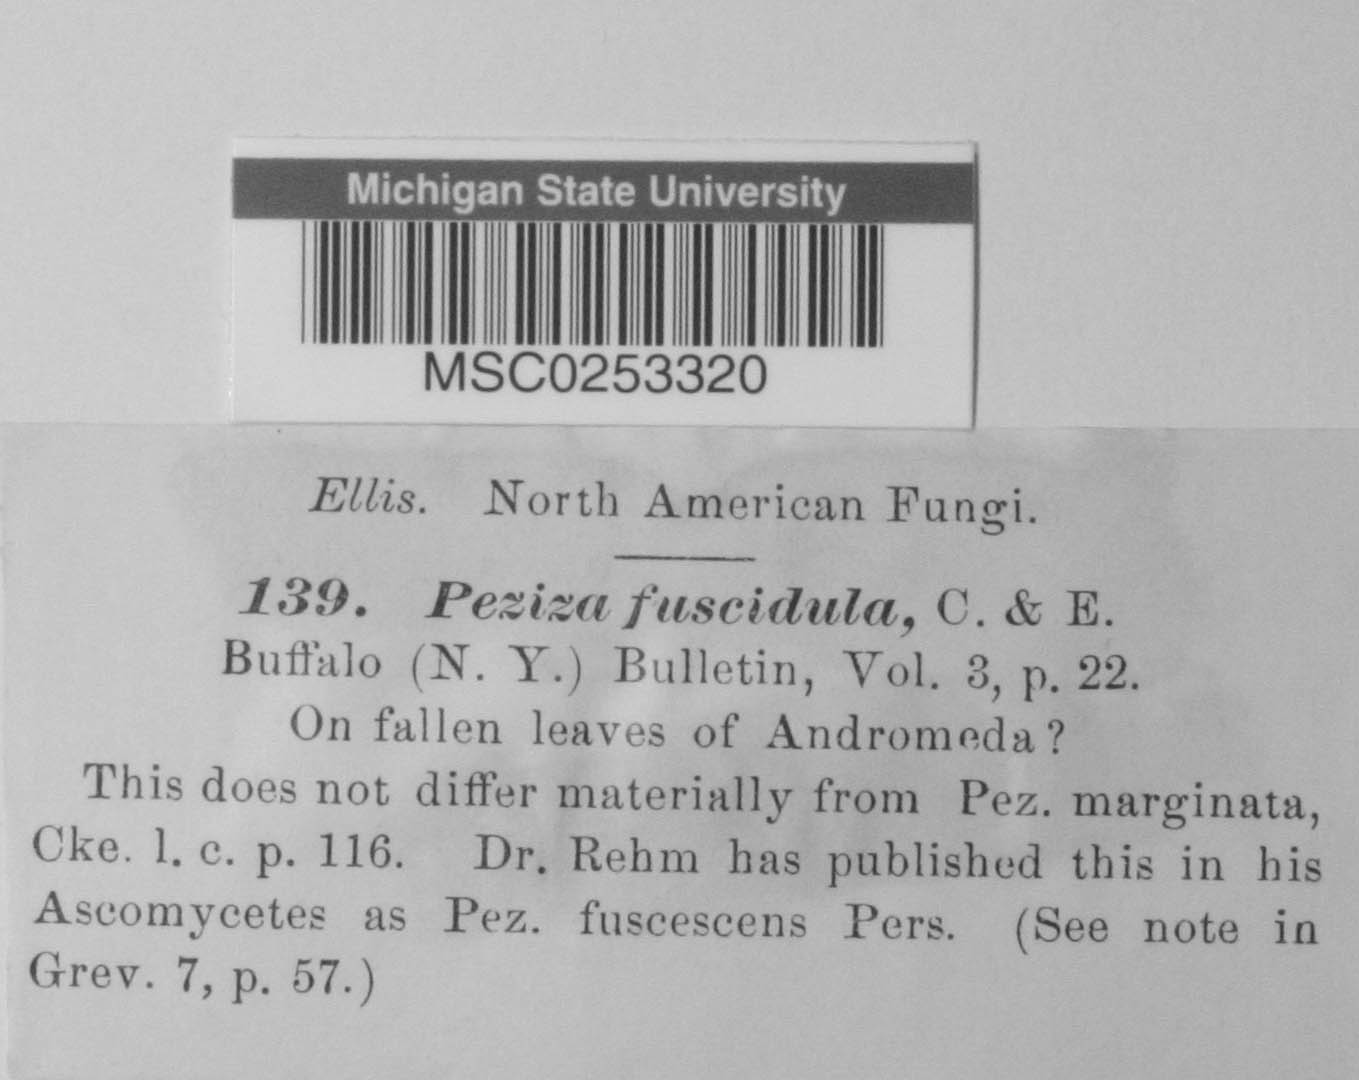 Michigan State University
MSC0253320
Ellis. North American Fungi.
139. Peziza fuscidula, C. & E.
Buffalo (N. Y.) Bulletin, Vol. 3, p. 22.
On fallen leaves of Andromeda?
This does not differ materially from Pez. marginata,
Cke. l. c. p. 116. Dr. Rehm has published this in his
Ascomycetes as Pez. fuscescens Pers. (See note in
Grev. 7, p. 57.)